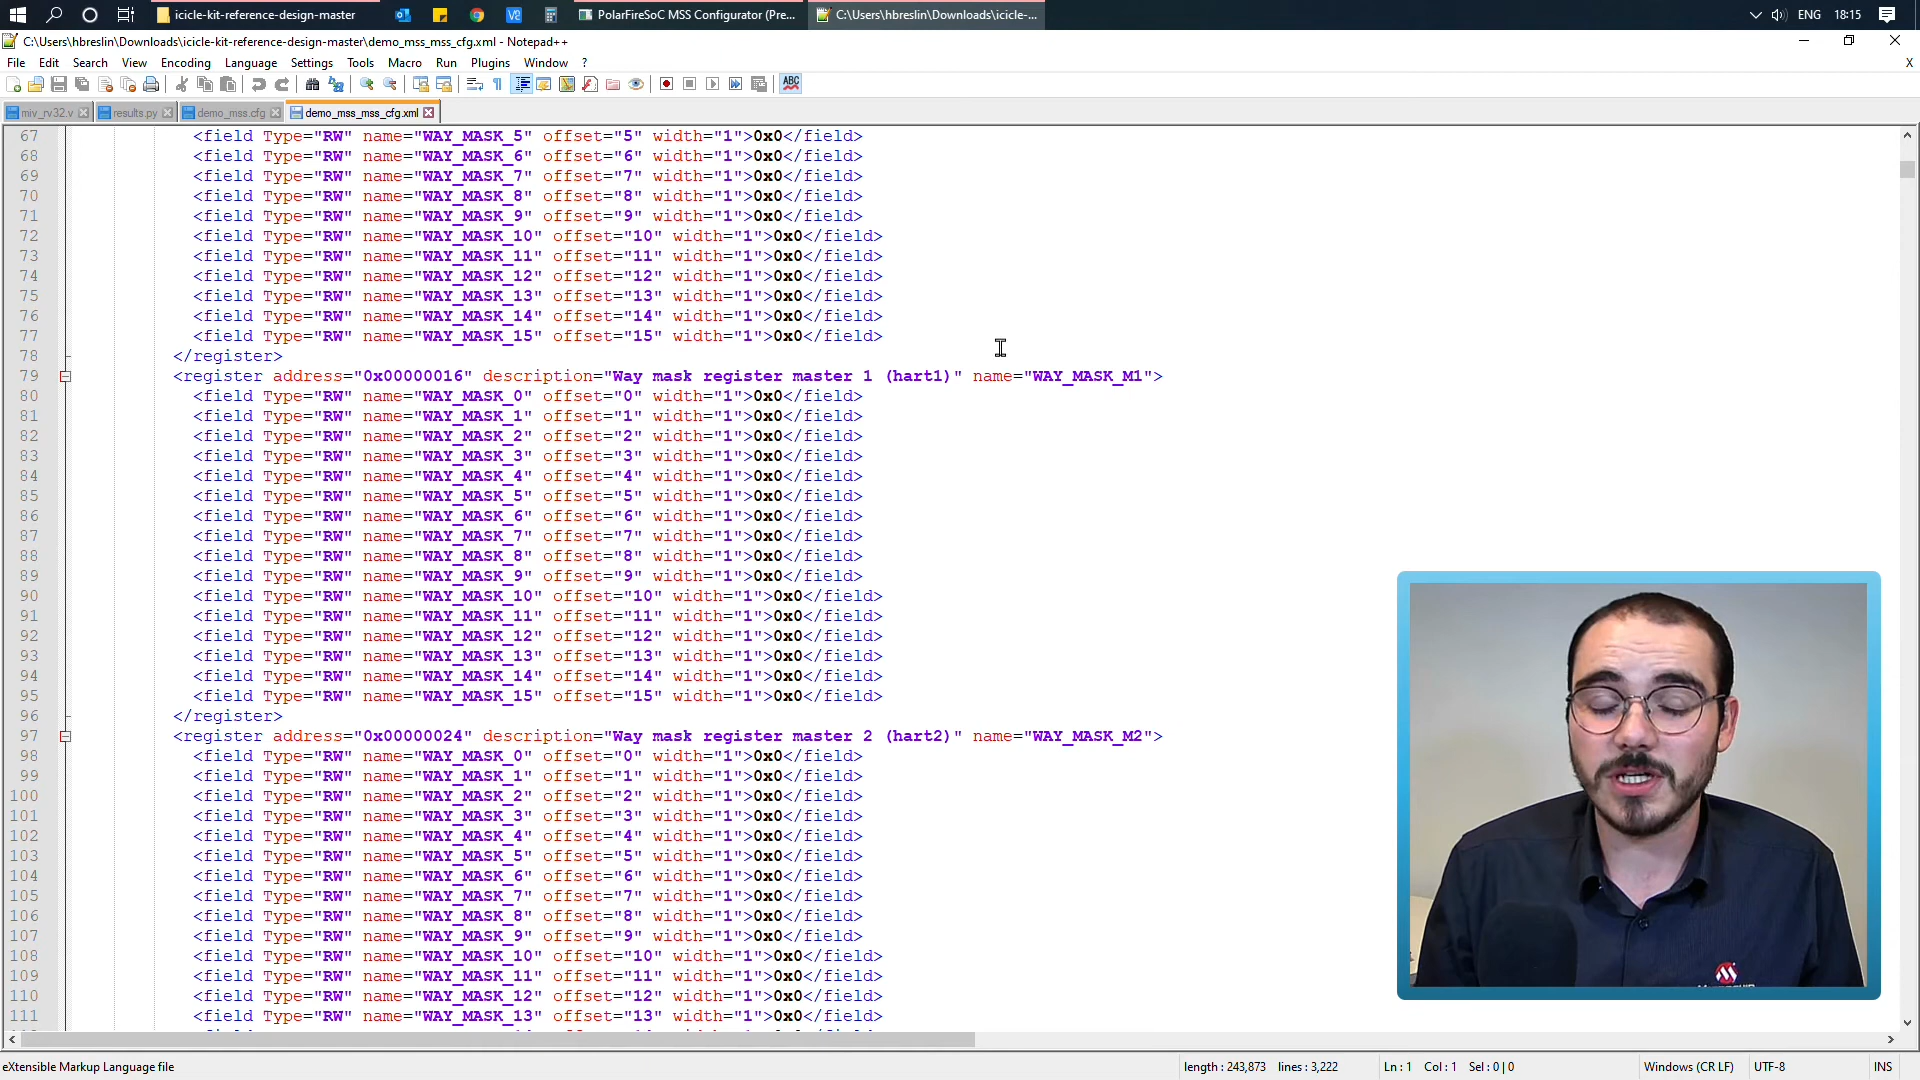 icicle-kit-reference-design-master
PolarFireSoC MSS Configurator (Pre...
C:\Users\hbreslin\Downloads\icicle-...
ENG 18:15
C:\Users\hbreslin\Downloads\icicle-kit-reference-design-master\demo_mss_mss_cfg.xml - Notepad++
File Edit Search View Encoding Language Settings Tools Macro Run Plugins Window ? X
ABC
miv_rv32.v results.py demo_mss.cfg demo_mss_mss_cfg.xml
67 <field Type="RW" name="WAY_MASK_5" offset="5" width="1">0x0</field>
68 <field Type="RW" name="WAY_MASK_6" offset="6" width="1">0x0</field>
69 <field Type="RW" name="WAY_MASK_7" offset="7" width="1">0x0</field>
70 <field Type="RW" name="WAY_MASK_8" offset="8" width="1">0x0</field>
71 <field Type="RW" name="WAY_MASK_9" offset="9" width="1">0x0</field>
72 <field Type="RW" name="WAY_MASK_10" offset="10" width="1">0x0</field>
73 <field Type="RW" name="WAY_MASK_11" offset="11" width="1">0x0</field>
74 <field Type="RW" name="WAY_MASK_12" offset="12" width="1">0x0</field>
75 <field Type="RW" name="WAY_MASK_13" offset="13" width="1">0x0</field>
76 <field Type="RW" name="WAY_MASK_14" offset="14" width="1">0x0</field>
77 <field Type="RW" name="WAY_MASK_15" offset="15" width="1">0x0</field>
78 </register>
79 <register address="0x00000016" description="Way mask register master 1 (hart1)" name="WAY_MASK_M1">
80 <field Type="RW" name="WAY_MASK_0" offset="0" width="1">0x0</field>
81 <field Type="RW" name="WAY_MASK_1" offset="1" width="1">0x0</field>
82 <field Type="RW" name="WAY_MASK_2" offset="2" width="1">0x0</field>
83 <field Type="RW" name="WAY_MASK_3" offset="3" width="1">0x0</field>
84 <field Type="RW" name="WAY_MASK_4" offset="4" width="1">0x0</field>
85 <field Type="RW" name="WAY_MASK_5" offset="5" width="1">0x0</field>
86 <field Type="RW" name="WAY_MASK_6" offset="6" width="1">0x0</field>
87 <field Type="RW" name="WAY_MASK_7" offset="7" width="1">0x0</field>
88 <field Type="RW" name="WAY_MASK_8" offset="8" width="1">0x0</field>
89 <field Type="RW" name="WAY_MASK_9" offset="9" width="1">0x0</field>
90 <field Type="RW" name="WAY_MASK_10" offset="10" width="1">0x0</field>
91 <field Type="RW" name="WAY_MASK_11" offset="11" width="1">0x0</field>
92 <field Type="RW" name="WAY_MASK_12" offset="12" width="1">0x0</field>
93 <field Type="RW" name="WAY_MASK_13" offset="13" width="1">0x0</field>
94 <field Type="RW" name="WAY_MASK_14" offset="14" width="1">0x0</field>
95 <field Type="RW" name="WAY_MASK_15" offset="15" width="1">0x0</field>
96 </register>
97 <register address="0x00000024" description="Way mask register master 2 (hart2)" name="WAY_MASK_M2">
98 <field Type="RW" name="WAY_MASK_0" offset="0" width="1">0x0</field>
99 <field Type="RW" name="WAY_MASK_1" offset="1" width="1">0x0</field>
100 <field Type="RW" name="WAY_MASK_2" offset="2" width="1">0x0</field>
101 <field Type="RW" name="WAY_MASK_3" offset="3" width="1">0x0</field>
102 <field Type="RW" name="WAY_MASK_4" offset="4" width="1">0x0</field>
103 <field Type="RW" name="WAY_MASK_5" offset="5" width="1">0x0</field>
104 <field Type="RW" name="WAY_MASK_6" offset="6" width="1">0x0</field>
105 <field Type="RW" name="WAY_MASK_7" offset="7" width="1">0x0</field>
106 <field Type="RW" name="WAY_MASK_8" offset="8" width="1">0x0</field>
107 <field Type="RW" name="WAY_MASK_9" offset="9" width="1">0x0</field>
108 <field Type="RW" name="WAY_MASK_10" offset="10" width="1">0x0</field>
109 <field Type="RW" name="WAY_MASK_11" offset="11" width="1">0x0</field>
110 <field Type="RW" name="WAY_MASK_12" offset="12" width="1">0x0</field>
111 <field Type="RW" name="WAY_MASK_13" offset="13" width="1">0x0</field>
eXtensible Markup Language file length : 243,873 lines : 3,222 Ln : 1 Col : 1 Sel : 0 | 0 Windows (CR LF) UTF-8 INS